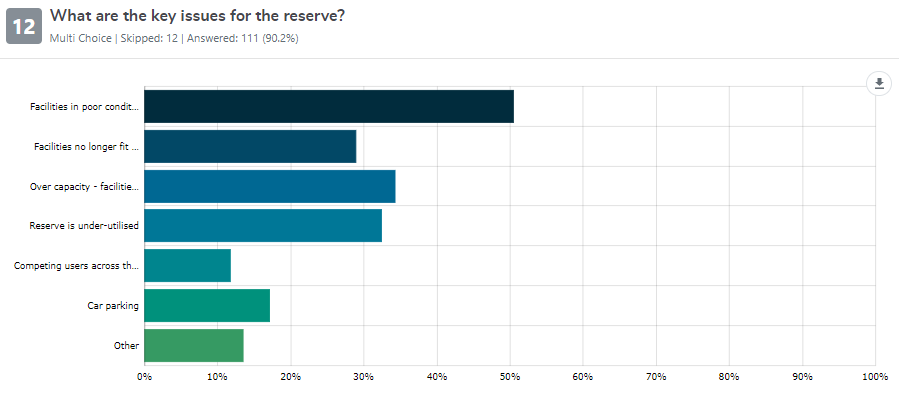 12
What are the key issues for the reserve?
Multi Choice | Skipped: 12 | Answered: 111 (90.2%)
Facilities in poor condit...
Facilities no longer fit ...
Over capacity - facilitie...
Reserve is under-utilised
Competing users across th...
Car parking
Other
0% 10% 20% 30% 40% 50% 60% 70% 80% 90% 100%